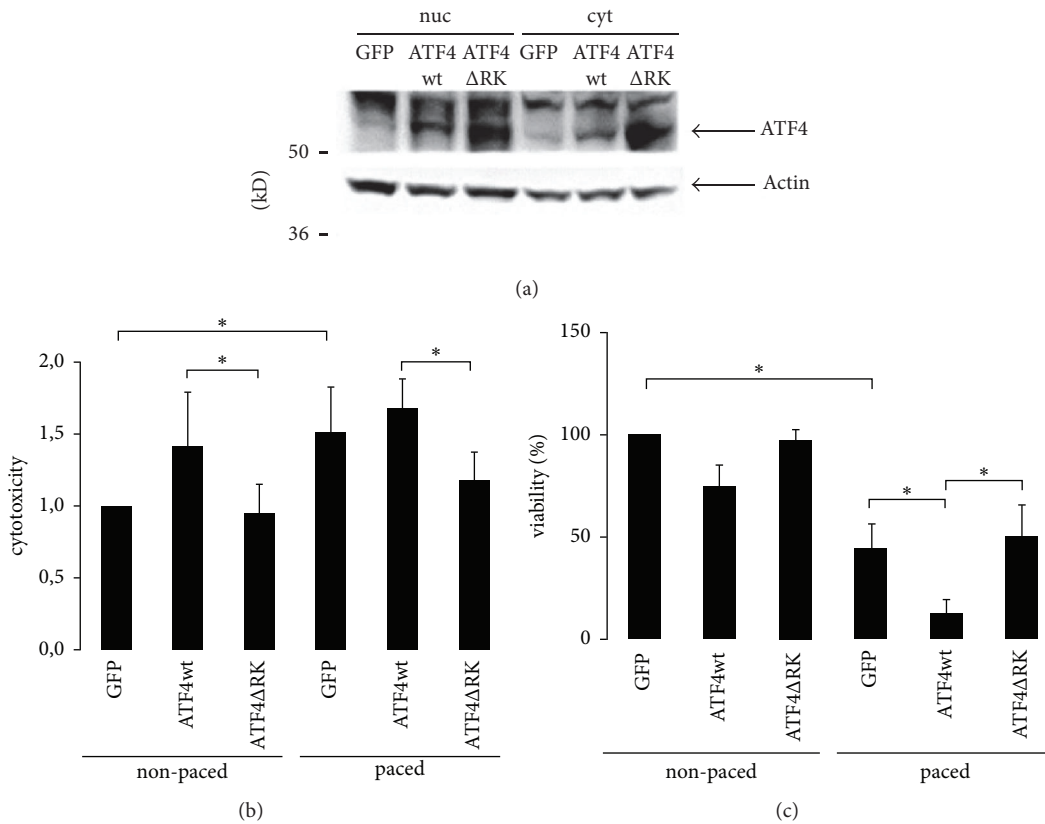 nuc cyt
GFP ATF4 ATF4 GFP ATF4 ATF4
wt ΔRK wt ΔRK
ATF4
50
Actin
(kD)
36
(a)
*
*
*
2,0
1,5
1,0
0,5
0,0
cytotoxicity
GFP
ATF4wt
ATF4ΔRK
GFP
ATF4wt
ATF4ΔRK
non-paced paced
(b)
150
100
50
0
viability (%)
*
*
*
GFP
ATF4wt
ATF4ΔRK
GFP
ATF4wt
ATF4ΔRK
non-paced paced
(c)